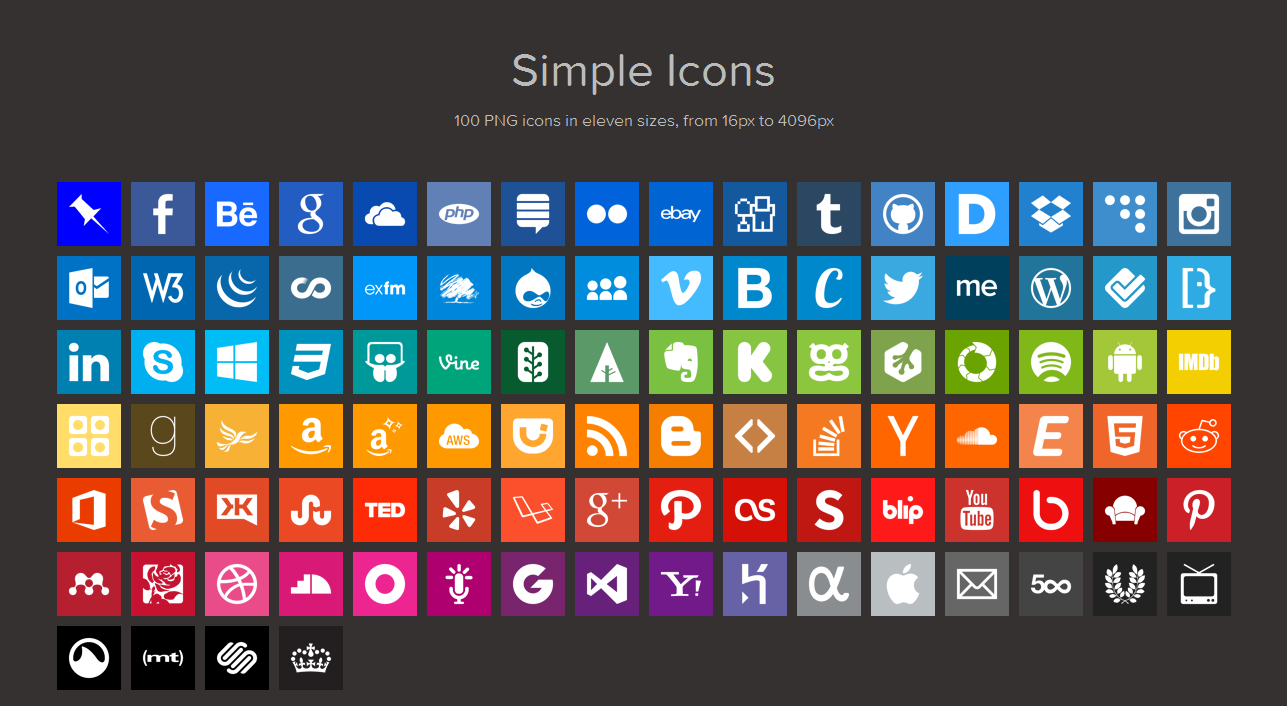 Simple Icons
100 PNG icons in eleven sizes, from 16px to 4096px
f Bē g php ebay t D
W3 exfm B C me
in S vine K IMDb
g a a AWS B Y E 5
TED g+ as S blip You Tube b
G Y! α 500
(mt)